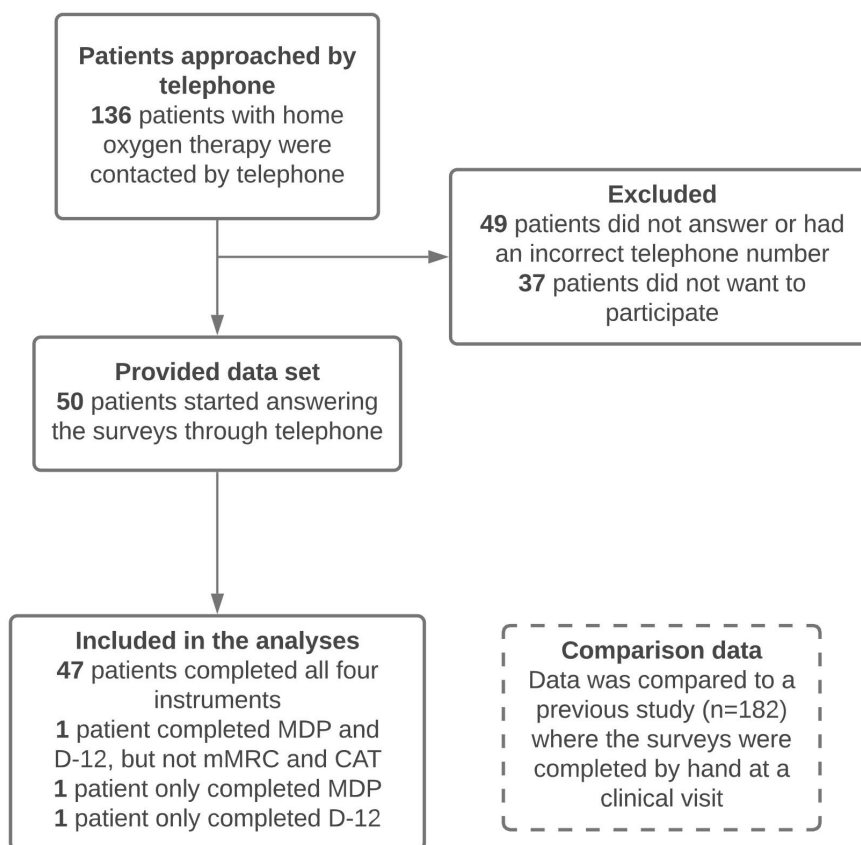 Patients approached by
telephone
136 patients with home
oxygen therapy were
contacted by telephone
Excluded
49 patients did not answer or had
an incorrect telephone number
37 patients did not want to
participate
Provided data set
50 patients started answering
the surveys through telephone
Included in the analyses
47 patients completed all four
instruments
1 patient completed MDP and
D-12, but not mMRC and CAT
1 patient only completed MDP
1 patient only completed D-12
Comparison data
Data was compared to a
previous study (n=182)
where the surveys were
completed by hand at a
clinical visit